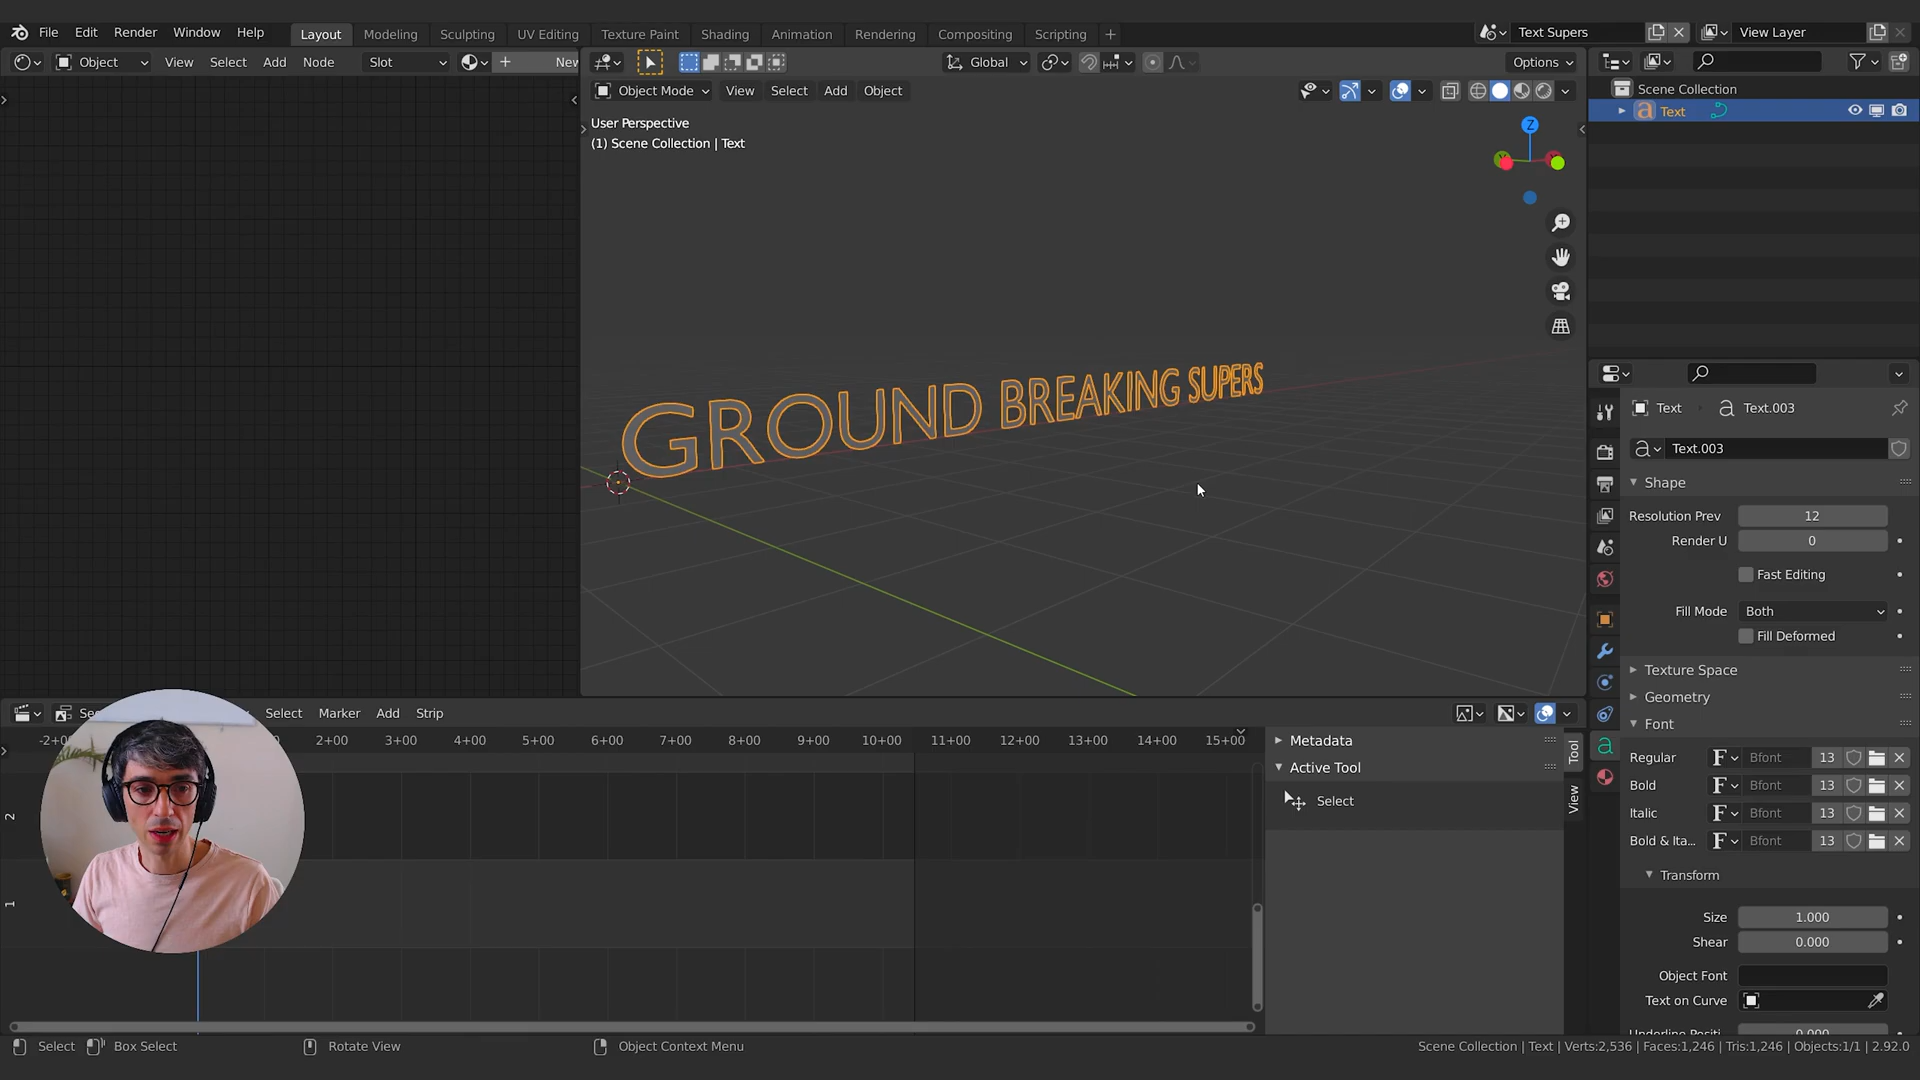 File Edit Render Window Help Layout Modeling Sculpting UV Editing Texture Paint Shading Animation Rendering Compositing Scripting Text Supers View Layer
Object View Select Add Node Slot New Global Options
Object Mode View Select Add Object
User Perspective
(1) Scene Collection | Text
Z
GROUND BREAKING SUPERS
Scene Collection
Text
Text Text.003
Text.003
Shape
Resolution Prev 12
Render U 0
Fast Editing
Fill Mode Both
Fill Deformed
Texture Space
Geometry
Font
Regular Bfont 13
Bold Bfont 13
Italic Bfont 13
Bold & Ita... Bfont 13
Transform
Size 1.000
Shear 0.000
Object Font
Text on Curve
Select Marker Add Strip
2+00 3+00 4+00 5+00 6+00 7+00 8+00 9+00 10+00 11+00 12+00 13+00 14+00 15+00
2
1
Metadata
Active Tool
Select
Tool
View
Select Box Select Rotate View Object Context Menu
Scene Collection | Text | Verts:2,536 | Faces:1,246 | Tris:1,246 | Objects:1/1 | 2.92.0